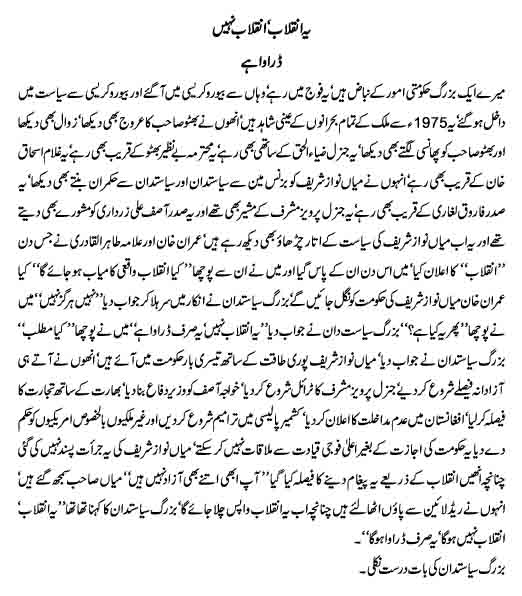 یہ انقلاب‘ انقلاب نہیں
ڈراوا ہے
میرے ایک بزرگ حکومتی امور کے نباض ہیں‘ یہ فوج میں رہے‘ وہاں سے بیورو کریسی میں آ گئے اور بیورو کریسی سے سیاست میں
داخل ہو گئے‘ یہ 1975ء سے ملک کے تمام بحرانوں کے عینی شاہد ہیں‘ انھوں نے بھٹو صاحب کا عروج بھی دیکھا‘ زوال بھی دیکھا
اور بھٹو صاحب کو پھانسی لگتے بھی دیکھا‘ یہ جنرل ضیاء الحق کے ساتھی بھی رہے‘ یہ محترمہ بے نظیر بھٹو کے قریب بھی رہے‘ یہ غلام اسحاق
خان کے قریب بھی رہے‘ انہوں نے میاں نواز شریف کو بزنس مین سے سیاستدان اور سیاستدان سے حکمران بنتے بھی دیکھا‘ یہ
صدر فاروق لغاری کے قریب بھی رہے‘ یہ جنرل پرویز مشرف کے مشیر بھی تھے اور یہ صدر آصف علی زرداری کو مشورے بھی دیتے
تھے اور یہ اب میاں نواز شریف کی سیاست کے اتار چڑھاؤ بھی دیکھ رہے ہیں‘ عمران خان اور علامہ طاہر القادری نے جس دن
’’انقلاب‘‘ کا اعلان کیا‘ میں اس دن ان کے پاس گیا اور میں نے ان سے پوچھا ’’کیا انقلاب واقعی کامیاب ہو جائے گا‘‘ کیا
عمران خان میاں نواز شریف کی حکومت کو نگل جائیں گے‘ بزرگ سیاستدان نے انکار میں سر ہلا کر جواب دیا ’’نہیں ہرگز نہیں‘‘ میں
نے پوچھا ’’پھر یہ کیا ہے؟‘‘ بزرگ سیاست دان نے جواب دیا ’’یہ انقلاب نہیں یہ صرف ڈراوا ہے‘‘ میں نے پوچھا ’’کیا مطلب‘‘
بزرگ سیاستدان نے جواب دیا‘ میاں نواز شریف پوری طاقت کے ساتھ تیسری بار حکومت میں آئے ہیں‘ انھوں نے آتے ہی
آزادانہ فیصلے شروع کر دیئے‘ جنرل پرویز مشرف کا ٹرائل شروع کر دیا‘ خواجہ آصف کو وزیر دفاع بنا دیا‘ بھارت کے ساتھ تجارت کا
فیصلہ کر لیا‘ افغانستان میں عدم مداخلت کا اعلان کر دیا‘ کشمیر پالیسی میں ترامیم شروع کر دیں اور غیر ملکیوں بالخصوص امریکیوں کو حکم
دے دیا یہ حکومت کی اجازت کے بغیر اعلیٰ فوجی قیادت سے ملاقات نہیں کر سکتے‘ میاں نواز شریف کی یہ جرأت پسند نہیں کی گئی
چنانچہ انھیں انقلاب کے ذریعے یہ پیغام دینے کا فیصلہ کیا گیا ’’آپ ابھی اتنے بھی آزاد نہیں ہیں‘‘ میاں صاحب سمجھ گئے ہیں‘
انہوں نے ریڈ لائین سے پاؤں اٹھا لئے ہیں چنانچہ اب یہ انقلاب واپس چلا جائے گا‘ بزرگ سیاستدان کا کہنا تھا تھا ’’یہ انقلاب‘
انقلاب نہیں ہوگا‘ یہ صرف ڈراوا ہوگا‘‘۔
بزرگ سیاستدان کی بات درست نکلی۔